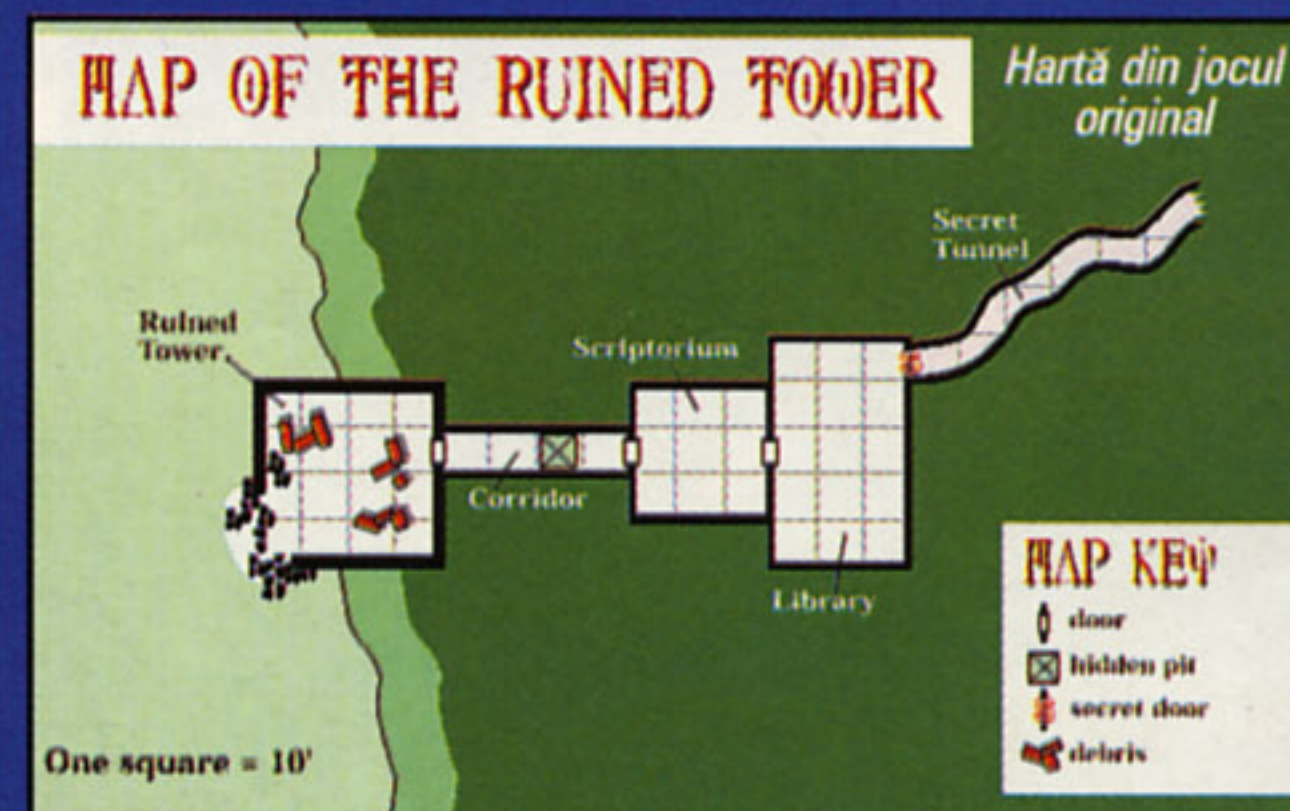 MAP OF THE RUINED TOWER
Hartă din jocul
original
Secret
Tunnel
Ruined
Tower
Scriptorium
Corridor
Library
MAP KEY
door
hidden pit
secret door
debris
One square = 10'